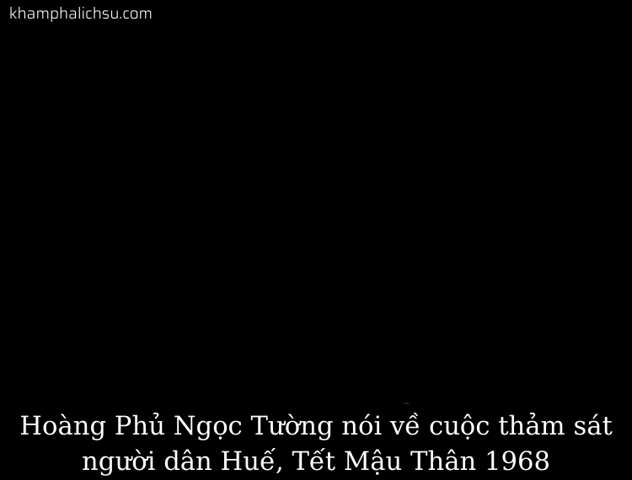 khamphalichsu.com
Hoàng Phủ Ngọc Tường nói về cuộc thảm sát
người dân Huế, Tết Mậu Thân 1968